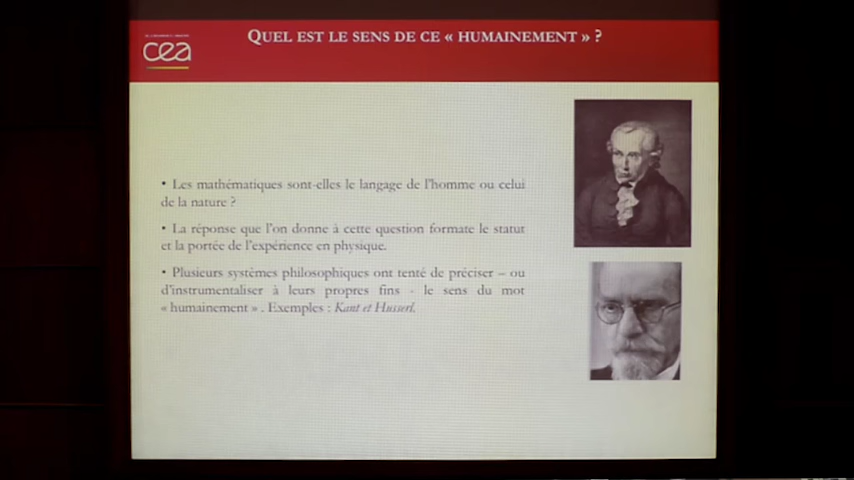 QUEL EST LE SENS DE CE « HUMAINEMENT » ?
cea
• Les mathématiques sont-elles le langage de l'homme ou celui
de la nature ?
• La réponse que l'on donne à cette question formate le statut
et la portée de l'expérience en physique.
• Plusieurs systèmes philosophiques ont tenté de préciser – ou
d'instrumentaliser à leurs propres fins - le sens du mot
« humainement » . Exemples : Kant et Husserl.